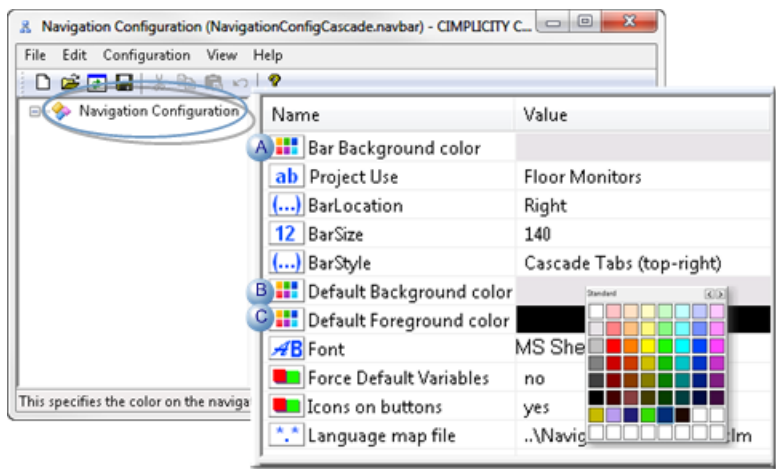 Navigation Configuration (NavigationConfigCascade.navbar) - CIMPLICITY C...
File Edit Configuration View Help
Navigation Configuration
Name Value
A Bar Background color
ab Project Use Floor Monitors
(...) BarLocation Right
12 BarSize 140
(...) BarStyle Cascade Tabs (top-right)
B Default Background color
Standard
C Default Foreground color
AB Font MS She
Force Default Variables no
Icons on buttons yes
*.* Language map file ..\Navig lm
This specifies the color on the naviga